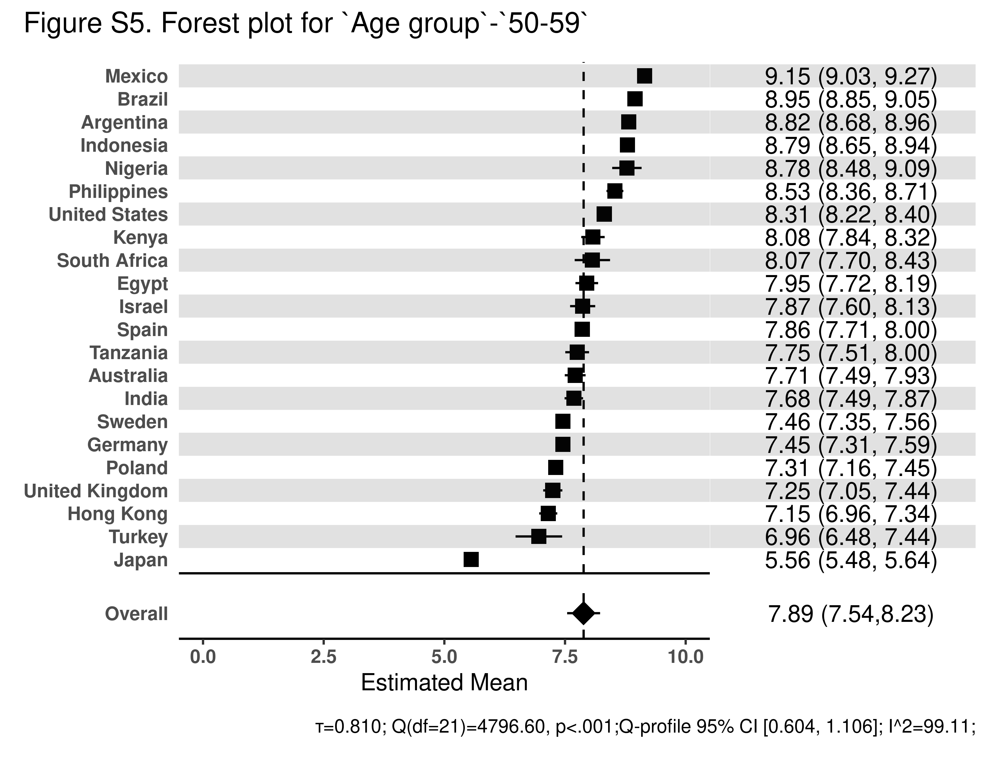 Figure S5. Forest plot for `Age group`-`50-59`
Mexico 9.15 (9.03, 9.27)
Brazil 8.95 (8.85, 9.05)
Argentina 8.82 (8.68, 8.96)
Indonesia 8.79 (8.65, 8.94)
Nigeria 8.78 (8.48, 9.09)
Philippines 8.53 (8.36, 8.71)
United States 8.31 (8.22, 8.40)
Kenya 8.08 (7.84, 8.32)
South Africa 8.07 (7.70, 8.43)
Egypt 7.95 (7.72, 8.19)
Israel 7.87 (7.60, 8.13)
Spain 7.86 (7.71, 8.00)
Tanzania 7.75 (7.51, 8.00)
Australia 7.71 (7.49, 7.93)
India 7.68 (7.49, 7.87)
Sweden 7.46 (7.35, 7.56)
Germany 7.45 (7.31, 7.59)
Poland 7.31 (7.16, 7.45)
United Kingdom 7.25 (7.05, 7.44)
Hong Kong 7.15 (6.96, 7.34)
Turkey 6.96 (6.48, 7.44)
Japan 5.56 (5.48, 5.64)
Overall 7.89 (7.54,8.23)
0.0 2.5 5.0 7.5 10.0
Estimated Mean
τ=0.810; Q(df=21)=4796.60, p<.001;Q-profile 95% CI [0.604, 1.106]; I^2=99.11;